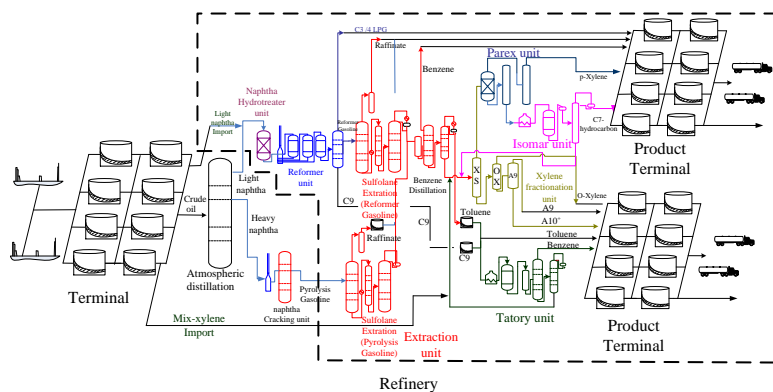 C3 /4 LPG
Raffinate
Parex unit
Benzene
Naphtha
Hydrotreater
unit
p-Xylene
Light
naphtha
Import
Reformer
Gasoline
C7-
hydrocarbon
Isomar unit
Product
Terminal
Crude
oil
Light
naphtha
Reformer
unit
Sulfolane
Extration
(Reformer
Gasoline)
Benzene
Distillation
X
S
O
X
A9
Xylene
fractionation
unit
O-Xylene
Heavy
naphtha
C9
A9
A10+
Toluene
Toluene
Benzene
Raffinate
C9
Atmospheric
distillation
Terminal
Pyrolysis
Gasoline
naphtha
Cracking unit
Mix-xylene
Import
Sulfolane
Extration
(Pyrolysis
Gasoline)
Extraction
unit
Tatory unit
Product
Terminal
Refinery